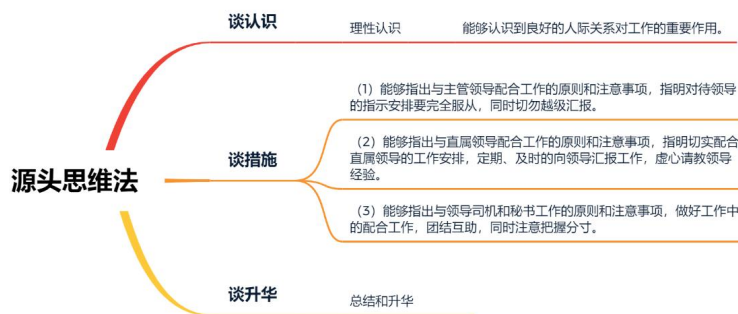 谈认识
理性认识 能够认识到良好的人际关系对工作的重要作用。
（1）能够指出与主管领导配合工作的原则和注意事项，指明对待领导
的指示安排要完全服从，同时切勿越级汇报。
源头思维法
谈措施
（2）能够指出与直属领导配合工作的原则和注意事项，指明切实配合
直属领导的工作安排，定期、及时的向领导汇报工作，虚心请教领导
经验。
（3）能够指出与领导司机和秘书工作的原则和注意事项，做好工作中
的配合工作，团结互助，同时注意把握分寸。
谈升华
总结和升华